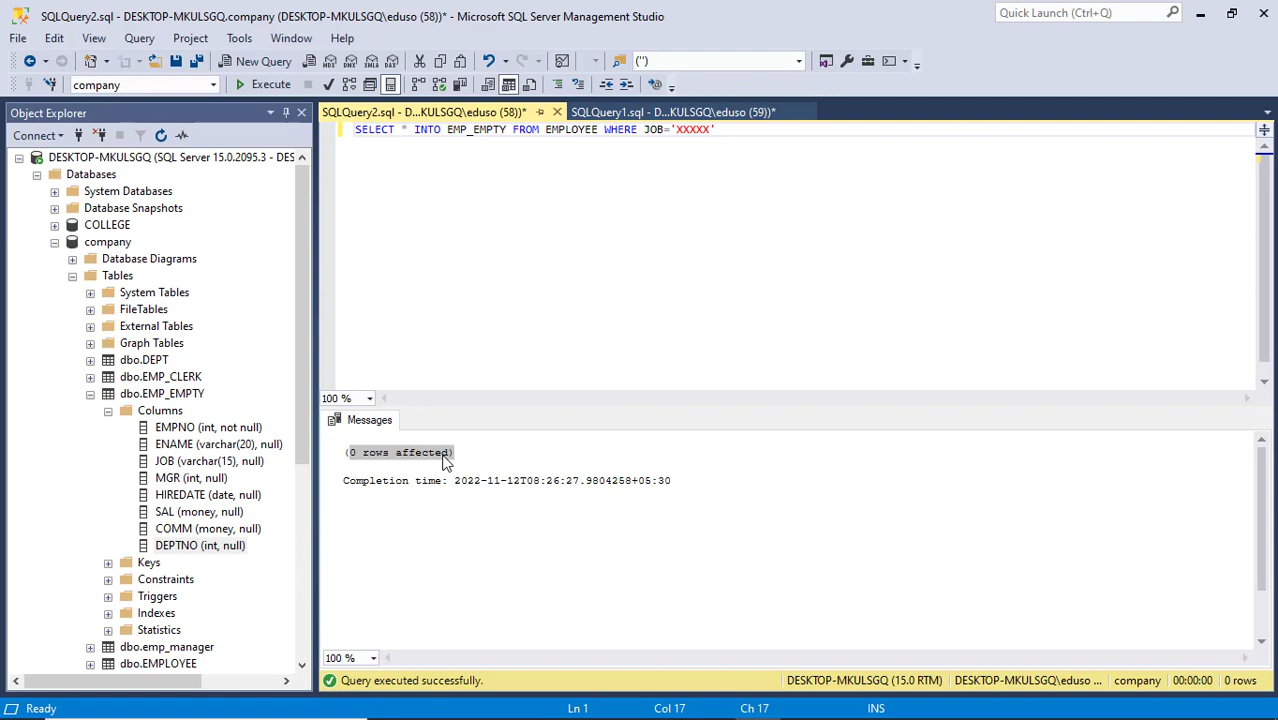 SQLQuery2.sql - DESKTOP-MKULSGQ.company (DESKTOP-MKULSGQ\eduso (58))* - Microsoft SQL Server Management Studio
Quick Launch (Ctrl+Q)
File Edit View Query Project Tools Window Help
New Query MDX DMX XMLA DAX (")
company Execute
Object Explorer
SQLQuery2.sql - D...KULSGQ\eduso (58))* SQLQuery1.sql - D...KULSGQ\eduso (59))*
Connect
SELECT * INTO EMP_EMPTY FROM EMPLOYEE WHERE JOB='XXXXX'
DESKTOP-MKULSGQ (SQL Server 15.0.2095.3 - DES
Databases
System Databases
Database Snapshots
COLLEGE
company
Database Diagrams
Tables
System Tables
FileTables
External Tables
Graph Tables
dbo.DEPT
dbo.EMP_CLERK
dbo.EMP_EMPTY
Columns
EMPNO (int, not null)
ENAME (varchar(20), null)
JOB (varchar(15), null)
MGR (int, null)
HIREDATE (date, null)
SAL (money, null)
COMM (money, null)
DEPTNO (int, null)
Keys
Constraints
Triggers
Indexes
Statistics
dbo.emp_manager
dbo.EMPLOYEE
100 %
Messages
(0 rows affected)
Completion time: 2022-11-12T08:26:27.9804258+05:30
100 %
Query executed successfully. DESKTOP-MKULSGQ (15.0 RTM) DESKTOP-MKULSGQ\eduso ... company 00:00:00 0 rows
Ready Ln 1 Col 17 Ch 17 INS